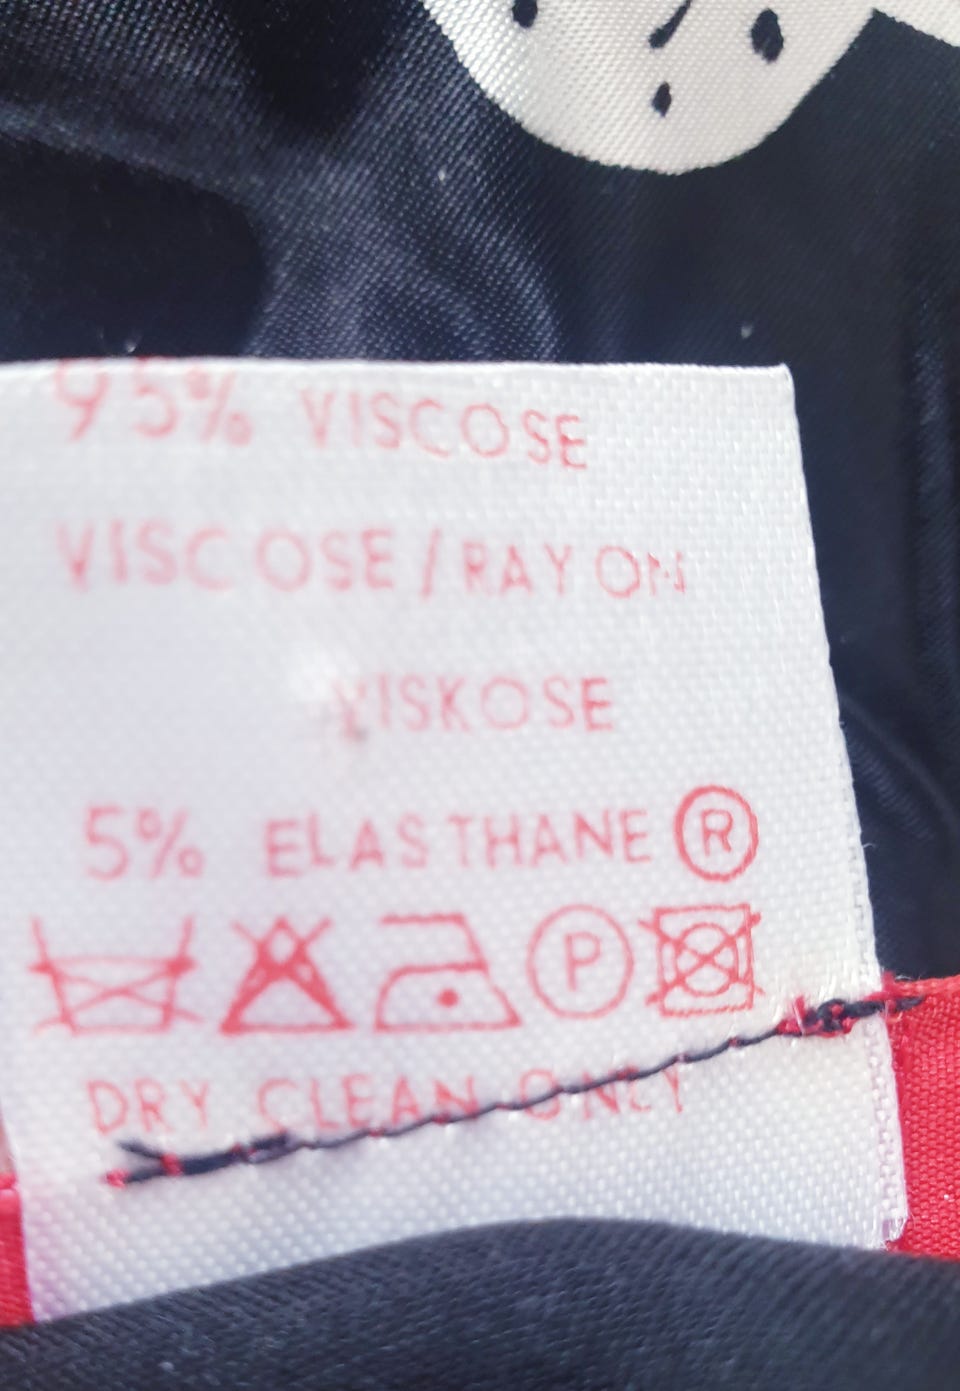 95% VISCOSE
VISCOSE/RAYON
VISKOSE
5% ELASTHANE ®
P
DRY CLEAN ONLY